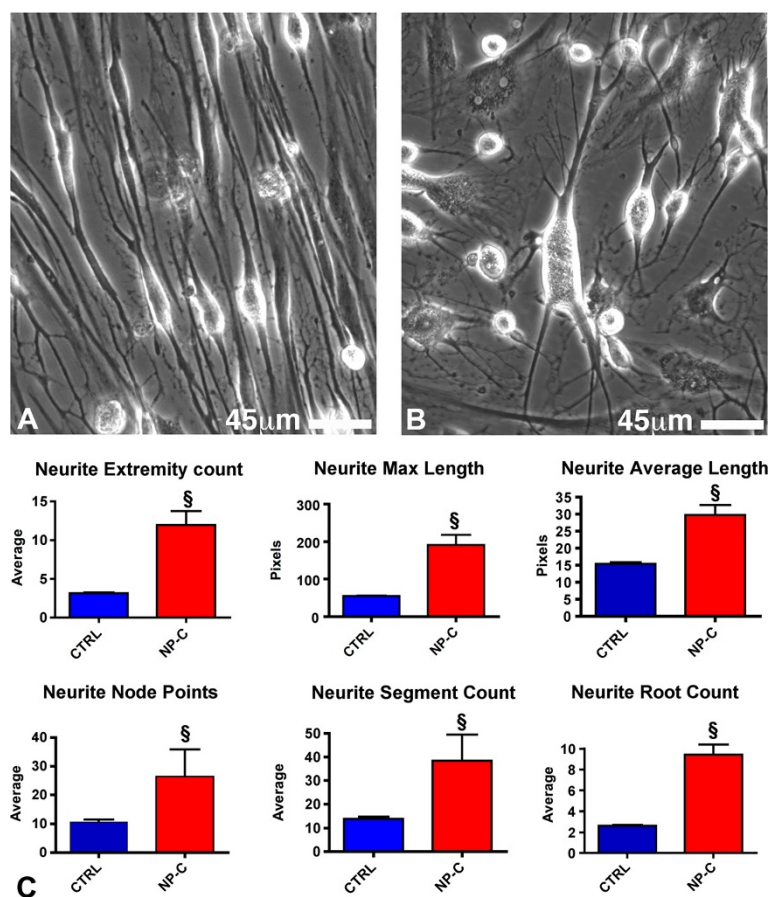 A 45μm
B 45μm
Neurite Extremity count
Average
15
10
5
0
§
CTRL
NP-C
Neurite Max Length
Pixels
300
200
100
0
§
CTRL
NP-C
Neurite Average Length
Pixels
35
30
25
20
15
10
5
0
§
CTRL
NP-C
Neurite Node Points
Average
40
30
20
10
0
§
CTRL
NP-C
Neurite Segment Count
Average
50
40
30
20
10
0
§
CTRL
NP-C
Neurite Root Count
Average
10
8
6
4
2
0
§
CTRL
NP-C
C